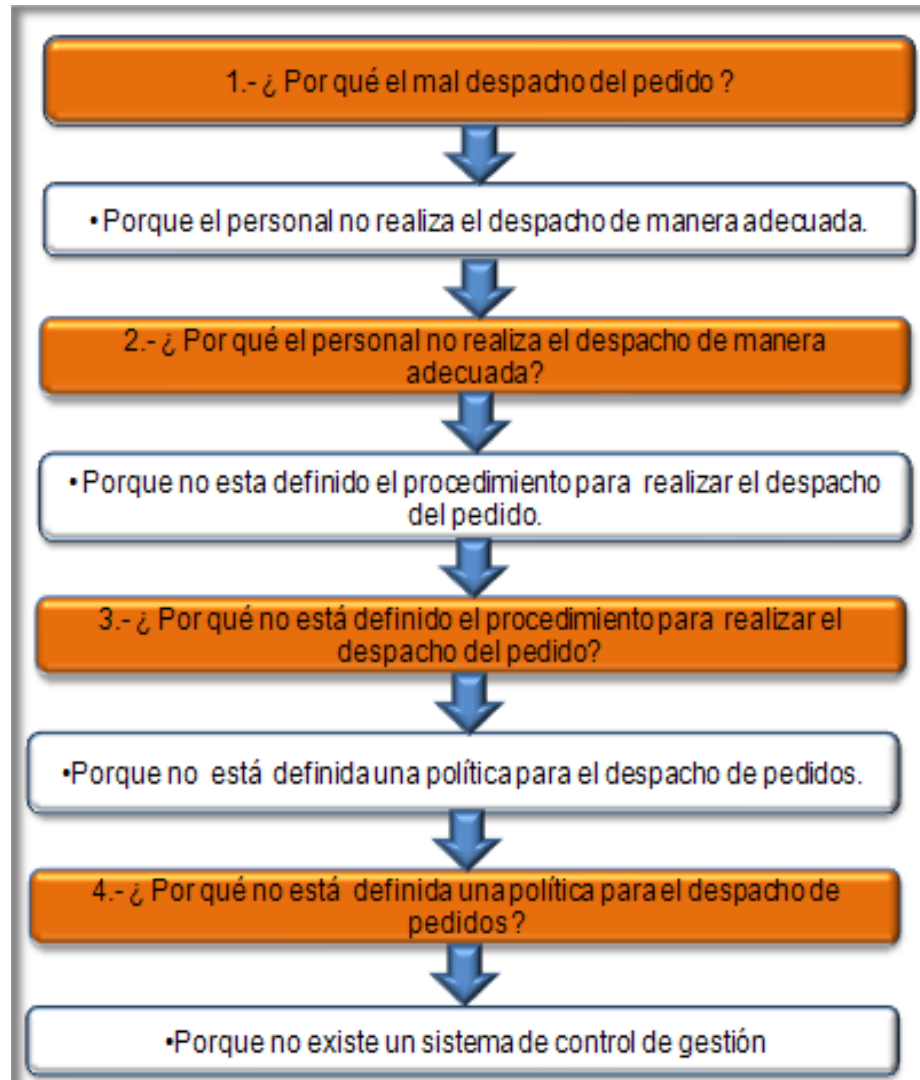 1.- ¿ Por qué el mal despacho del pedido ?
• Porque el personal no realiza el despacho de manera adecuada.
2.- ¿ Por qué el personal no realiza el despacho de manera
adecuada?
• Porque no esta definido el procedimiento para realizar el despacho
del pedido.
3.- ¿ Por qué no está definido el procedimiento para realizar el
despacho del pedido?
•Porque no está definida una política para el despacho de pedidos.
4.- ¿ Por qué no está definida una política para el despacho de
pedidos ?
•Porque no existe un sistema de control de gestión